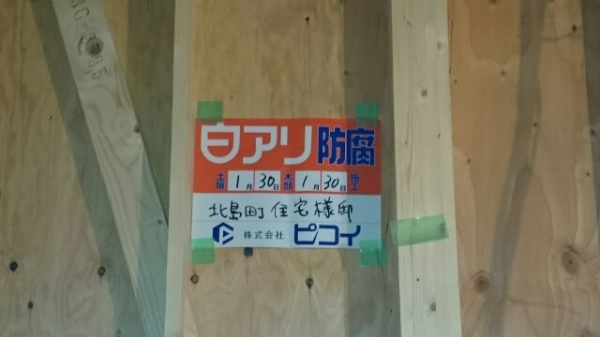 白アリ防腐
土壌 1月30日 木部 1月30日 施工
北島町住宅様邸
株式会社 ピコイ